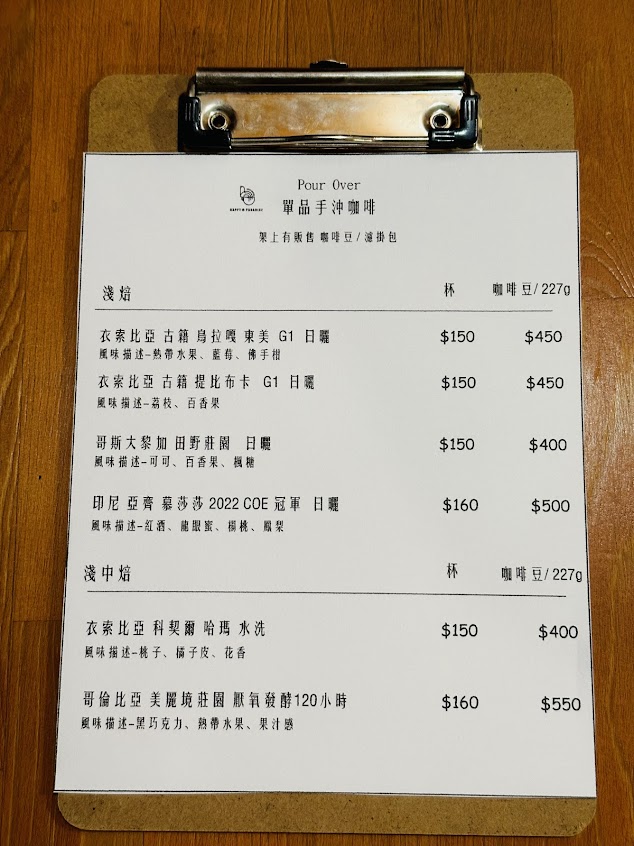 Pour Over
單品手沖咖啡
HAPPY PARADISE
架上有販售 咖啡豆/濾掛包
淺焙 杯 咖啡豆/227g
衣索比亞 古籍 烏拉嘎 東美 G1 日曬 $150 $450
風味描述–熱帶水果、藍莓、佛手柑
衣索比亞 古籍 提比布卡 G1 日曬 $150 $450
風味描述–荔枝、百香果
哥斯大黎加 田野莊園 日曬 $150 $400
風味描述–可可、百香果、楓糖
印尼 亞齊 慕莎莎 2022 COE 冠軍 日曬 $160 $500
風味描述–紅酒、龍眼蜜、楊桃、鳳梨
淺中焙 杯 咖啡豆/227g
衣索比亞 科契爾 哈瑪 水洗 $150 $400
風味描述–桃子、橘子皮、花香
哥倫比亞 美麗境莊園 厭氧發酵120小時 $160 $550
風味描述–黑巧克力、熱帶水果、果汁感